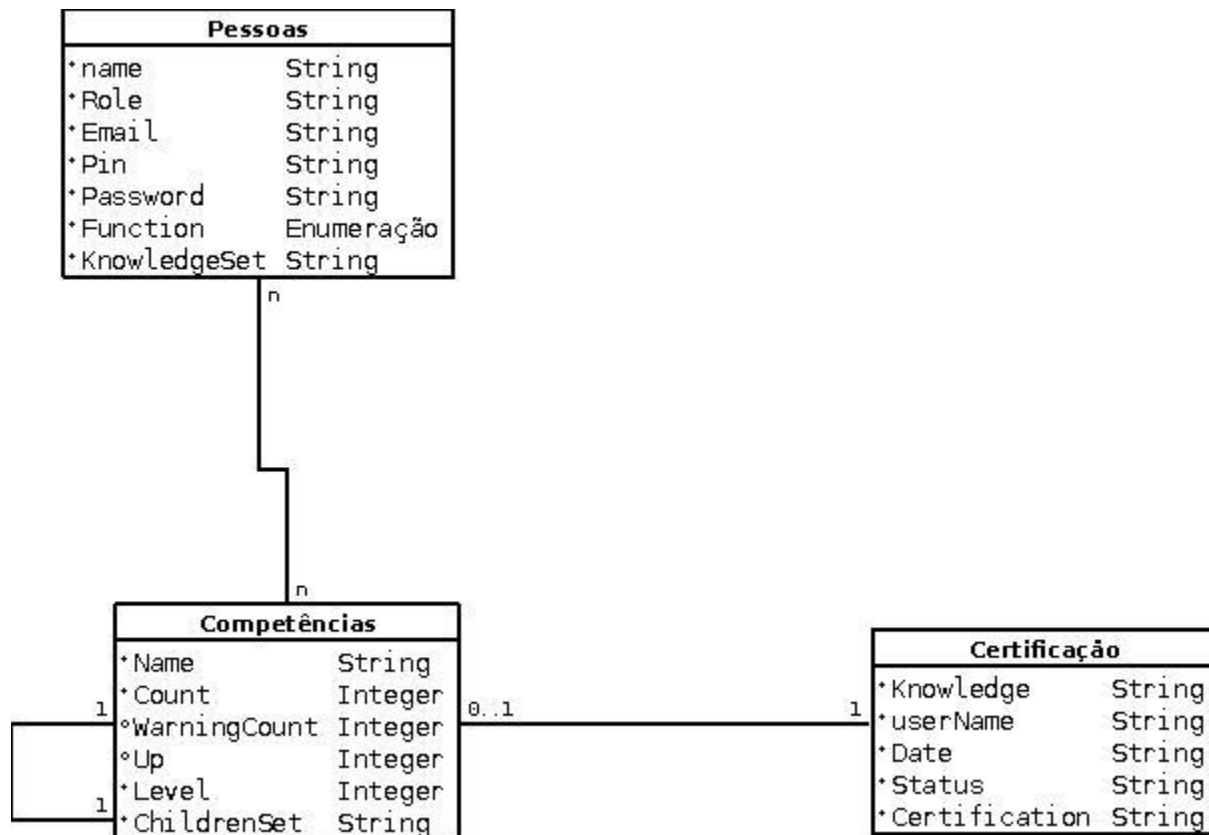 Pessoas
*name String
*Role String
*Email String
*Pin String
*Password String
*Function Enumeração
*KnowledgeSet String
n
n
Competências
*Name String
*Count Integer
°WarningCount Integer
°Up Integer
*Level Integer
*ChildrenSet String
1
1
0..1
1
Certificação
*Knowledge String
*userName String
*Date String
*Status String
*Certification String